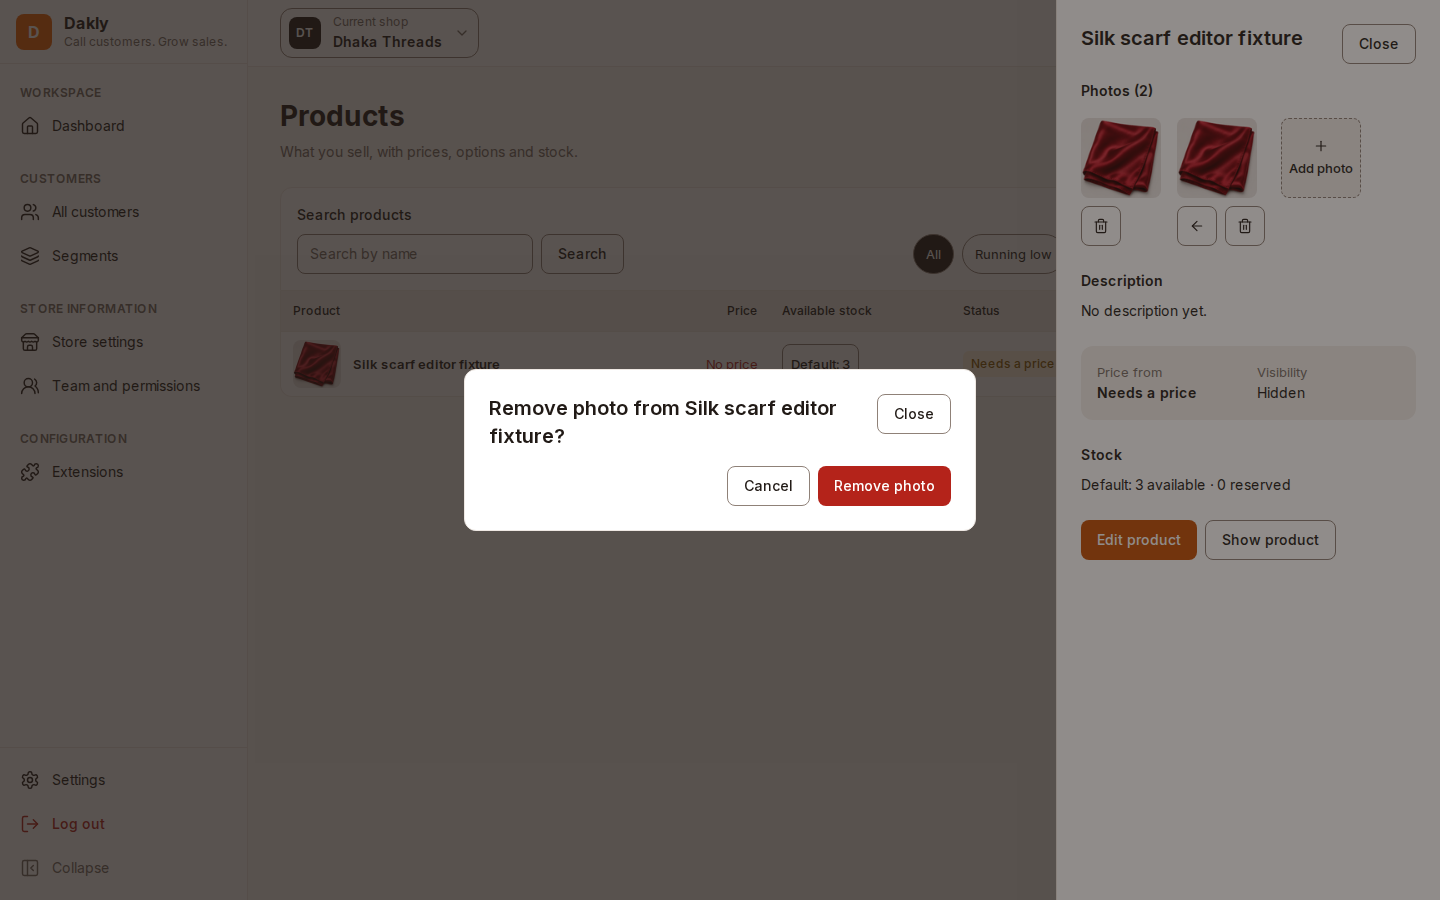 D
Dakly
Call customers. Grow sales.
WORKSPACE
Dashboard
CUSTOMERS
All customers
Segments
STORE INFORMATION
Store settings
Team and permissions
CONFIGURATION
Extensions
Settings
Log out
Collapse
DT
Current shop
Dhaka Threads
Products
What you sell, with prices, options and stock.
Search products
Search by name
Search
All
Running low
Product
Price
Available stock
Status
Silk scarf editor fixture
No price
Default: 3
Needs a price
Remove photo from Silk scarf editor
fixture?
Close
Cancel
Remove photo
Silk scarf editor fixture
Close
Photos (2)
Add photo
Description
No description yet.
Price from
Needs a price
Visibility
Hidden
Stock
Default: 3 available · 0 reserved
Edit product
Show product